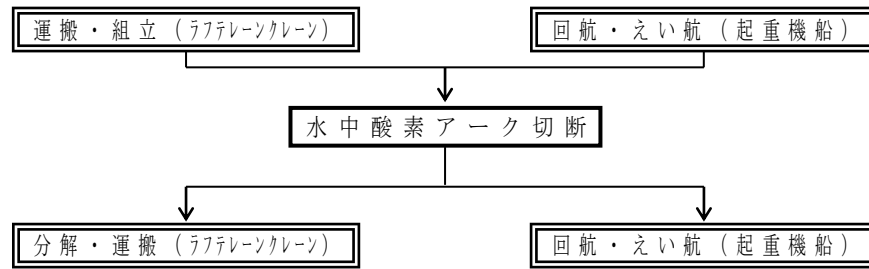 運搬・組立（ﾗﾌﾃﾚｰﾝｸﾚｰﾝ）
回航・えい航（起重機船）
水中酸素アーク切断
分解・運搬（ﾗﾌﾃﾚｰﾝｸﾚｰﾝ）
回航・えい航（起重機船）